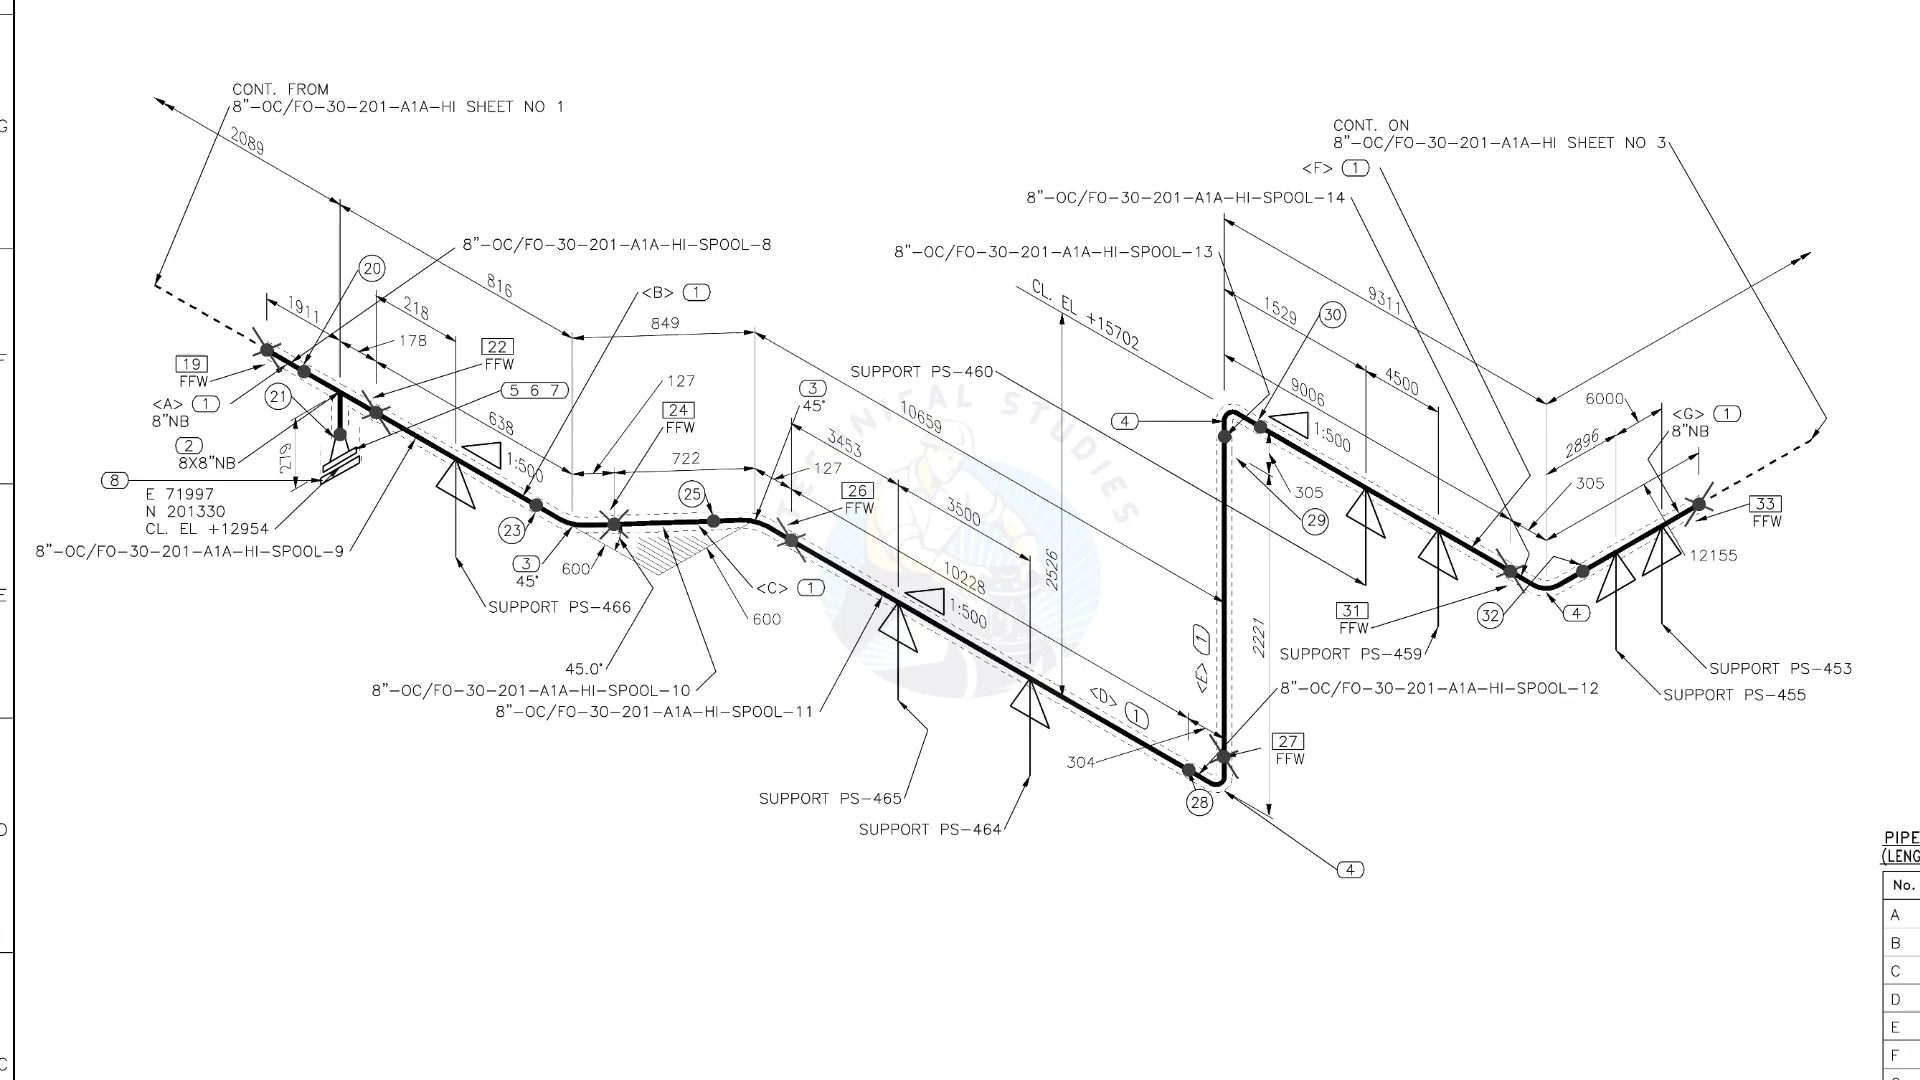 G
F
E
D
C
CONT. FROM
8"-OC/FO-30-201-A1A-HI SHEET NO 1
2089
8"-OC/FO-30-201-A1A-HI-SPOOL-8
20
816
<B> 1
1911
218
178
849
22
FFW
19
FFW
<A> 1
8"NB
21
5 6 7
127
24
FFW
2
8X8"NB
219
638
1:500
722
8
E 71997
N 201330
CL. EL +12954
8"-OC/FO-30-201-A1A-HI-SPOOL-9
23
25
3
45°
600
SUPPORT PS-466
<C> 1
600
45.0°
8"-OC/FO-30-201-A1A-HI-SPOOL-10
8"-OC/FO-30-201-A1A-HI-SPOOL-11
3
45°
127
26
FFW
3453
10659
3500
10228
1:500
TECHNICAL STUDIES
SUPPORT PS-465
SUPPORT PS-464
<D> 1
304
28
CONT. ON
8"-OC/FO-30-201-A1A-HI SHEET NO 3
<F> 1
8"-OC/FO-30-201-A1A-HI-SPOOL-14
8"-OC/FO-30-201-A1A-HI-SPOOL-13
CL. EL +15702
SUPPORT PS-460
4
2526
9311
1529
30
4500
9006
1:500
305
29
2221
<E> 1
8"-OC/FO-30-201-A1A-HI-SPOOL-12
27
FFW
4
6000
2896
<G> 1
8"NB
305
33
FFW
12155
31
FFW
32
4
SUPPORT PS-459
SUPPORT PS-453
SUPPORT PS-455
PIPE
(LENG
No.
A
B
C
D
E
F